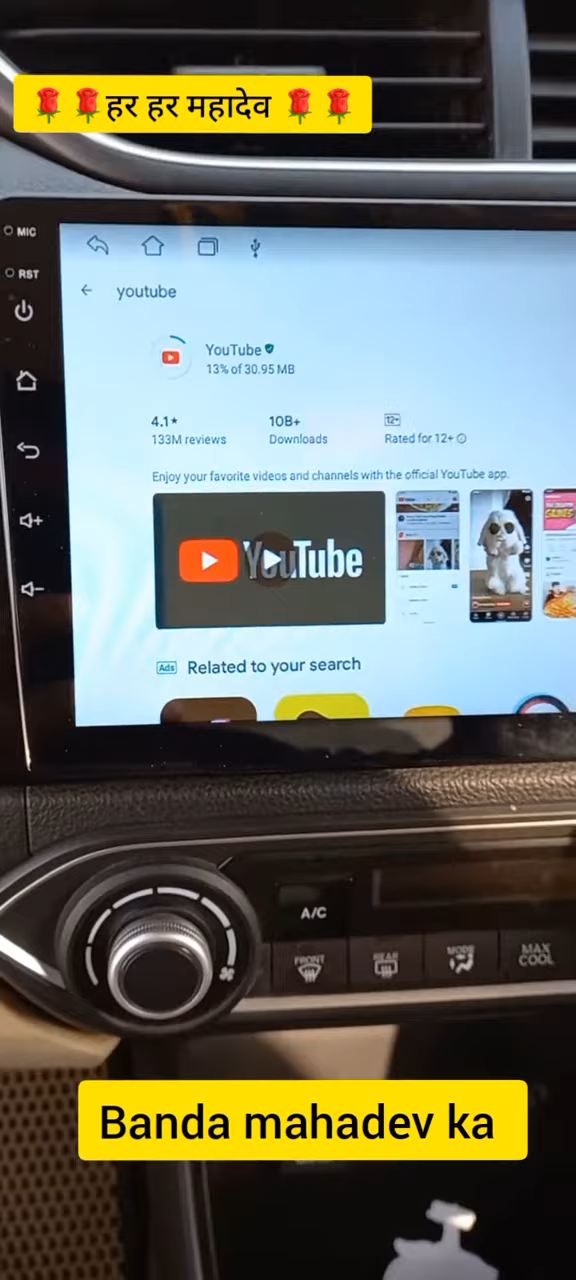 🌹🌹हर हर महादेव 🌹🌹
MIC
RST
youtube
YouTube
13% of 30.95 MB
4.1★ 10B+ 12+
133M reviews Downloads Rated for 12+
Enjoy your favorite videos and channels with the official YouTube app.
YouTube
Ads Related to your search
A/C
FRONT REAR MODE MAX COOL
Banda mahadev ka